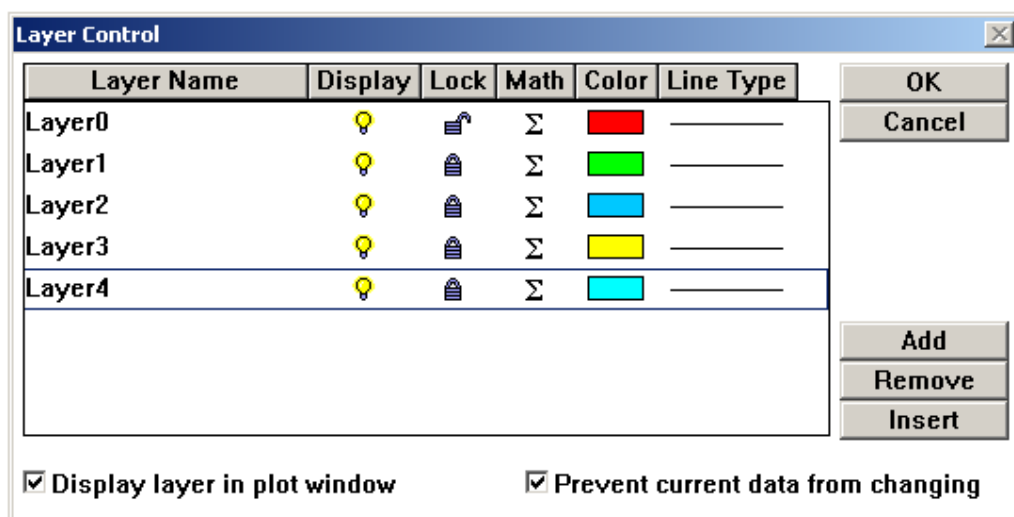 Layer Control
Layer Name Display Lock Math Color Line Type
OK
Cancel
Layer0 Σ
Layer1 Σ
Layer2 Σ
Layer3 Σ
Layer4 Σ
Add
Remove
Insert
Display layer in plot window
Prevent current data from changing